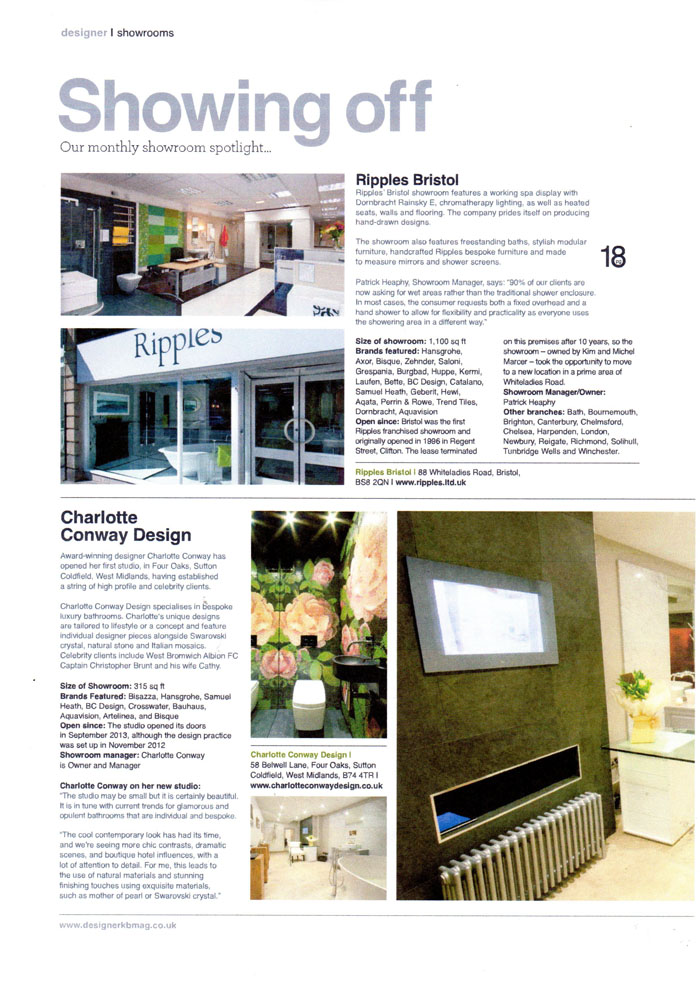 designer | showrooms
Showing off
Our monthly showroom spotlight...
Ripples Bristol
Ripples' Bristol showroom features a working spa display with
Dornbracht Rainsky E, chromatherapy lighting, as well as heated
seats, walls and flooring. The company prides itself on producing
hand-drawn designs.
The showroom also features freestanding baths, stylish modular
furniture, handcrafted Ripples bespoke furniture and made
to measure mirrors and shower screens.
Patrick Heaphy, Showroom Manager, says: "90% of our clients are
now asking for wet areas rather than the traditional shower enclosure.
In most cases, the consumer requests both a fixed overhead and a
hand shower to allow for flexibility and practicality as everyone uses
the showering area in a different way."
18
Ripples
Size of showroom: 1,100 sq ft
Brands featured: Hansgrohe,
Axor, Bisque, Zehnder, Saloni,
Grespania, Burgbad, Huppe, Kermi,
Laufen, Bette, BC Design, Catalano,
Samuel Heath, Geberit, Hewi,
Aqata, Perrin & Rowe, Trend Tiles,
Dornbracht, Aquavision
Open since: Bristol was the first
Ripples franchised showroom and
originally opened in 1996 in Regent
Street, Clifton. The lease terminated
on this premises after 10 years, so the
showroom – owned by Kim and Michel
Marcer – took the opportunity to move
to a new location in a prime area of
Whiteladies Road.
Showroom Manager/Owner:
Patrick Heaphy
Other branches: Bath, Bournemouth,
Brighton, Canterbury, Chelmsford,
Chelsea, Harpenden, London,
Newbury, Reigate, Richmond, Solihull,
Tunbridge Wells and Winchester.
Ripples Bristol | 88 Whiteladies Road, Bristol,
BS8 2QN | www.ripples.ltd.uk
Charlotte
Conway Design
Award-winning designer Charlotte Conway has
opened her first studio, in Four Oaks, Sutton
Coldfield, West Midlands, having established
a string of high profile and celebrity clients.
Charlotte Conway Design specialises in bespoke
luxury bathrooms. Charlotte's unique designs
are tailored to lifestyle or a concept and feature
individual designer pieces alongside Swarovski
crystal, natural stone and Italian mosaics.
Celebrity clients include West Bromwich Albion FC
Captain Christopher Brunt and his wife Cathy.
Size of Showroom: 315 sq ft
Brands Featured: Bisazza, Hansgrohe, Samuel
Heath, BC Design, Crosswater, Bauhaus,
Aquavision, Artelinea, and Bisque
Open since: The studio opened its doors
in September 2013, although the design practice
was set up in November 2012
Showroom manager: Charlotte Conway
is Owner and Manager
Charlotte Conway on her new studio:
"The studio may be small but it is certainly beautiful.
It is in tune with current trends for glamorous and
opulent bathrooms that are individual and bespoke.
"The cool contemporary look has had its time,
and we're seeing more chic contrasts, dramatic
scenes, and boutique hotel influences, with a
lot of attention to detail. For me, this leads to
the use of natural materials and stunning
finishing touches using exquisite materials,
such as mother of pearl or Swarovski crystal."
Charlotte Conway Design |
58 Belwell Lane, Four Oaks, Sutton
Coldfield, West Midlands, B74 4TR |
www.charlotteconwaydesign.co.uk
www.designerkbmag.co.uk